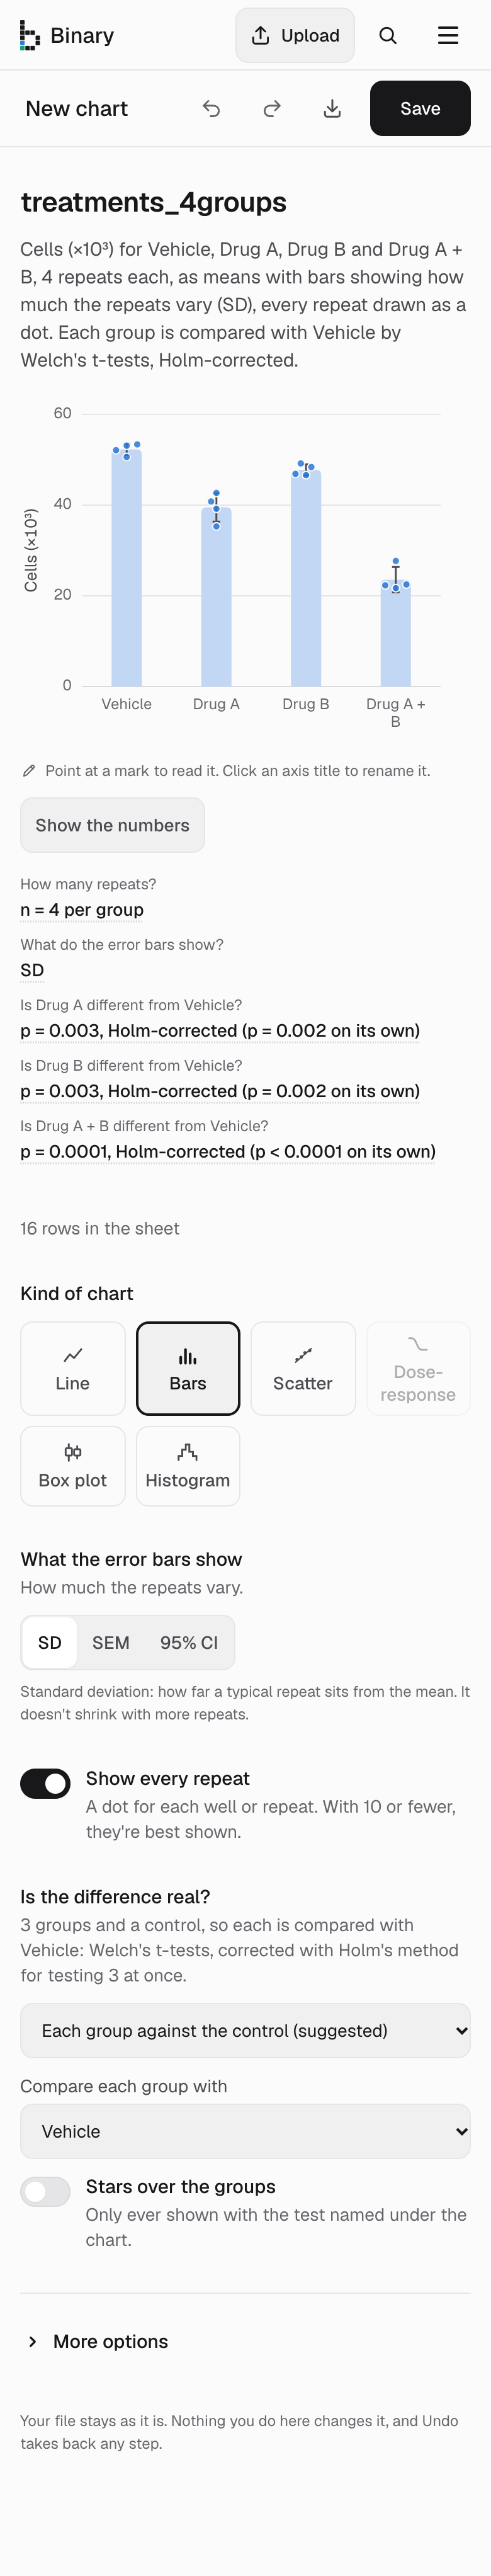 Binary
Upload
New chart
Save
treatments_4groups
Cells (×10³) for Vehicle, Drug A, Drug B and Drug A +
B, 4 repeats each, as means with bars showing how
much the repeats vary (SD), every repeat drawn as a
dot. Each group is compared with Vehicle by
Welch's t-tests, Holm-corrected.
60
40
20
0
Cells (×10³)
Vehicle
Drug A
Drug B
Drug A +
B
Point at a mark to read it. Click an axis title to rename it.
Show the numbers
How many repeats?
n = 4 per group
What do the error bars show?
SD
Is Drug A different from Vehicle?
p = 0.003, Holm-corrected (p = 0.002 on its own)
Is Drug B different from Vehicle?
p = 0.003, Holm-corrected (p = 0.002 on its own)
Is Drug A + B different from Vehicle?
p = 0.0001, Holm-corrected (p < 0.0001 on its own)
16 rows in the sheet
Kind of chart
Line
Bars
Scatter
Dose-
response
Box plot
Histogram
What the error bars show
How much the repeats vary.
SD
SEM
95% CI
Standard deviation: how far a typical repeat sits from the mean. It
doesn't shrink with more repeats.
Show every repeat
A dot for each well or repeat. With 10 or fewer,
they're best shown.
Is the difference real?
3 groups and a control, so each is compared with
Vehicle: Welch's t-tests, corrected with Holm's method
for testing 3 at once.
Each group against the control (suggested)
Compare each group with
Vehicle
Stars over the groups
Only ever shown with the test named under the
chart.
More options
Your file stays as it is. Nothing you do here changes it, and Undo
takes back any step.